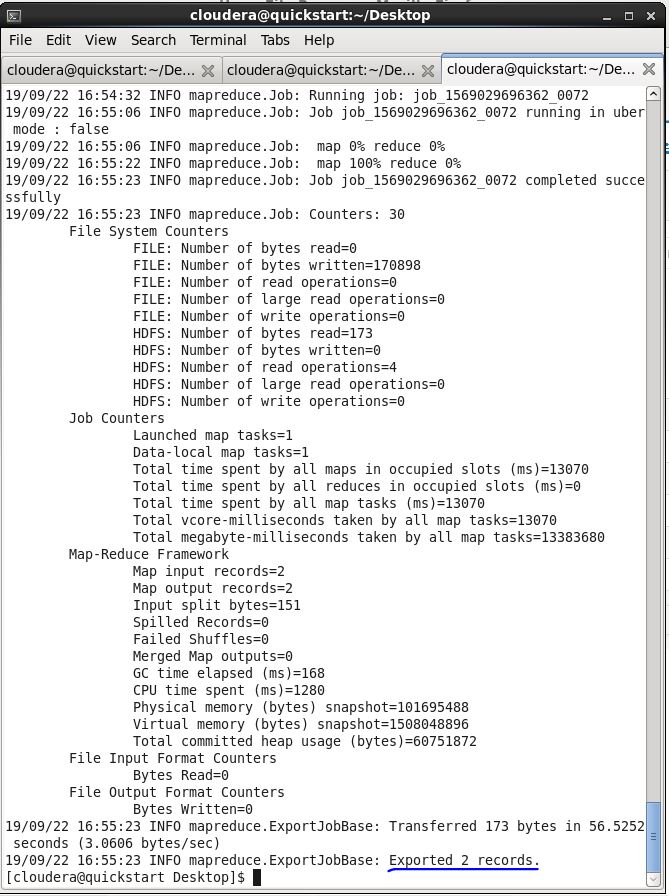 cloudera@quickstart:~/Desktop
File Edit View Search Terminal Tabs Help
cloudera@quickstart:~/De... cloudera@quickstart:~/De... cloudera@quickstart:~/De...
19/09/22 16:54:32 INFO mapreduce.Job: Running job: job_1569029696362_0072
19/09/22 16:55:06 INFO mapreduce.Job: Job job_1569029696362_0072 running in uber
 mode : false
19/09/22 16:55:06 INFO mapreduce.Job:  map 0% reduce 0%
19/09/22 16:55:22 INFO mapreduce.Job:  map 100% reduce 0%
19/09/22 16:55:23 INFO mapreduce.Job: Job job_1569029696362_0072 completed succe
ssfully
19/09/22 16:55:23 INFO mapreduce.Job: Counters: 30
File System Counters
FILE: Number of bytes read=0
FILE: Number of bytes written=170898
FILE: Number of read operations=0
FILE: Number of large read operations=0
FILE: Number of write operations=0
HDFS: Number of bytes read=173
HDFS: Number of bytes written=0
HDFS: Number of read operations=4
HDFS: Number of large read operations=0
HDFS: Number of write operations=0
Job Counters
Launched map tasks=1
Data-local map tasks=1
Total time spent by all maps in occupied slots (ms)=13070
Total time spent by all reduces in occupied slots (ms)=0
Total time spent by all map tasks (ms)=13070
Total vcore-milliseconds taken by all map tasks=13070
Total megabyte-milliseconds taken by all map tasks=13383680
Map-Reduce Framework
Map input records=2
Map output records=2
Input split bytes=151
Spilled Records=0
Failed Shuffles=0
Merged Map outputs=0
GC time elapsed (ms)=168
CPU time spent (ms)=1280
Physical memory (bytes) snapshot=101695488
Virtual memory (bytes) snapshot=1508048896
Total committed heap usage (bytes)=60751872
File Input Format Counters
Bytes Read=0
File Output Format Counters
Bytes Written=0
19/09/22 16:55:23 INFO mapreduce.ExportJobBase: Transferred 173 bytes in 56.5252
 seconds (3.0606 bytes/sec)
19/09/22 16:55:23 INFO mapreduce.ExportJobBase: Exported 2 records.
[cloudera@quickstart Desktop]$